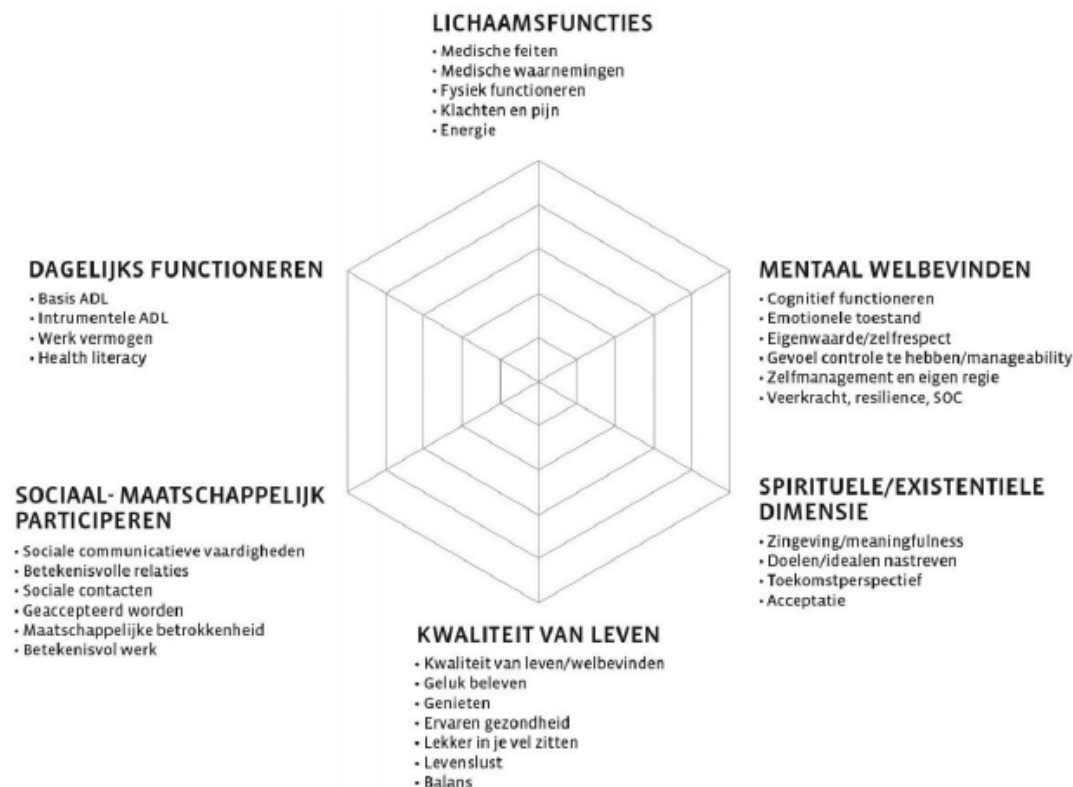 LICHAAMSFUNCTIES
• Medische feiten
• Medische waarnemingen
• Fysiek functioneren
• Klachten en pijn
• Energie
DAGELIJKS FUNCTIONEREN
• Basis ADL
• Intrumentele ADL
• Werk vermogen
• Health literacy
MENTAAL WELBEVINDEN
• Cognitief functioneren
• Emotionele toestand
• Eigenwaarde/zelfrespect
• Gevoel controle te hebben/manageability
• Zelfmanagement en eigen regie
• Veerkracht, resilience, SOC
SOCIAAL- MAATSCHAPPELIJK
PARTICIPEREN
• Sociale communicatieve vaardigheden
• Betekenisvolle relaties
• Sociale contacten
• Geaccepteerd worden
• Maatschappelijke betrokkenheid
• Betekenisvol werk
SPIRITUELE/EXISTENTIELE
DIMENSIE
• Zingeving/meaningfulness
• Doelen/idealen nastreven
• Toekomstperspectief
• Acceptatie
KWALITEIT VAN LEVEN
• Kwaliteit van leven/welbevinden
• Geluk beleven
• Genieten
• Ervaren gezondheid
• Lekker in je vel zitten
• Levenslust
• Balans